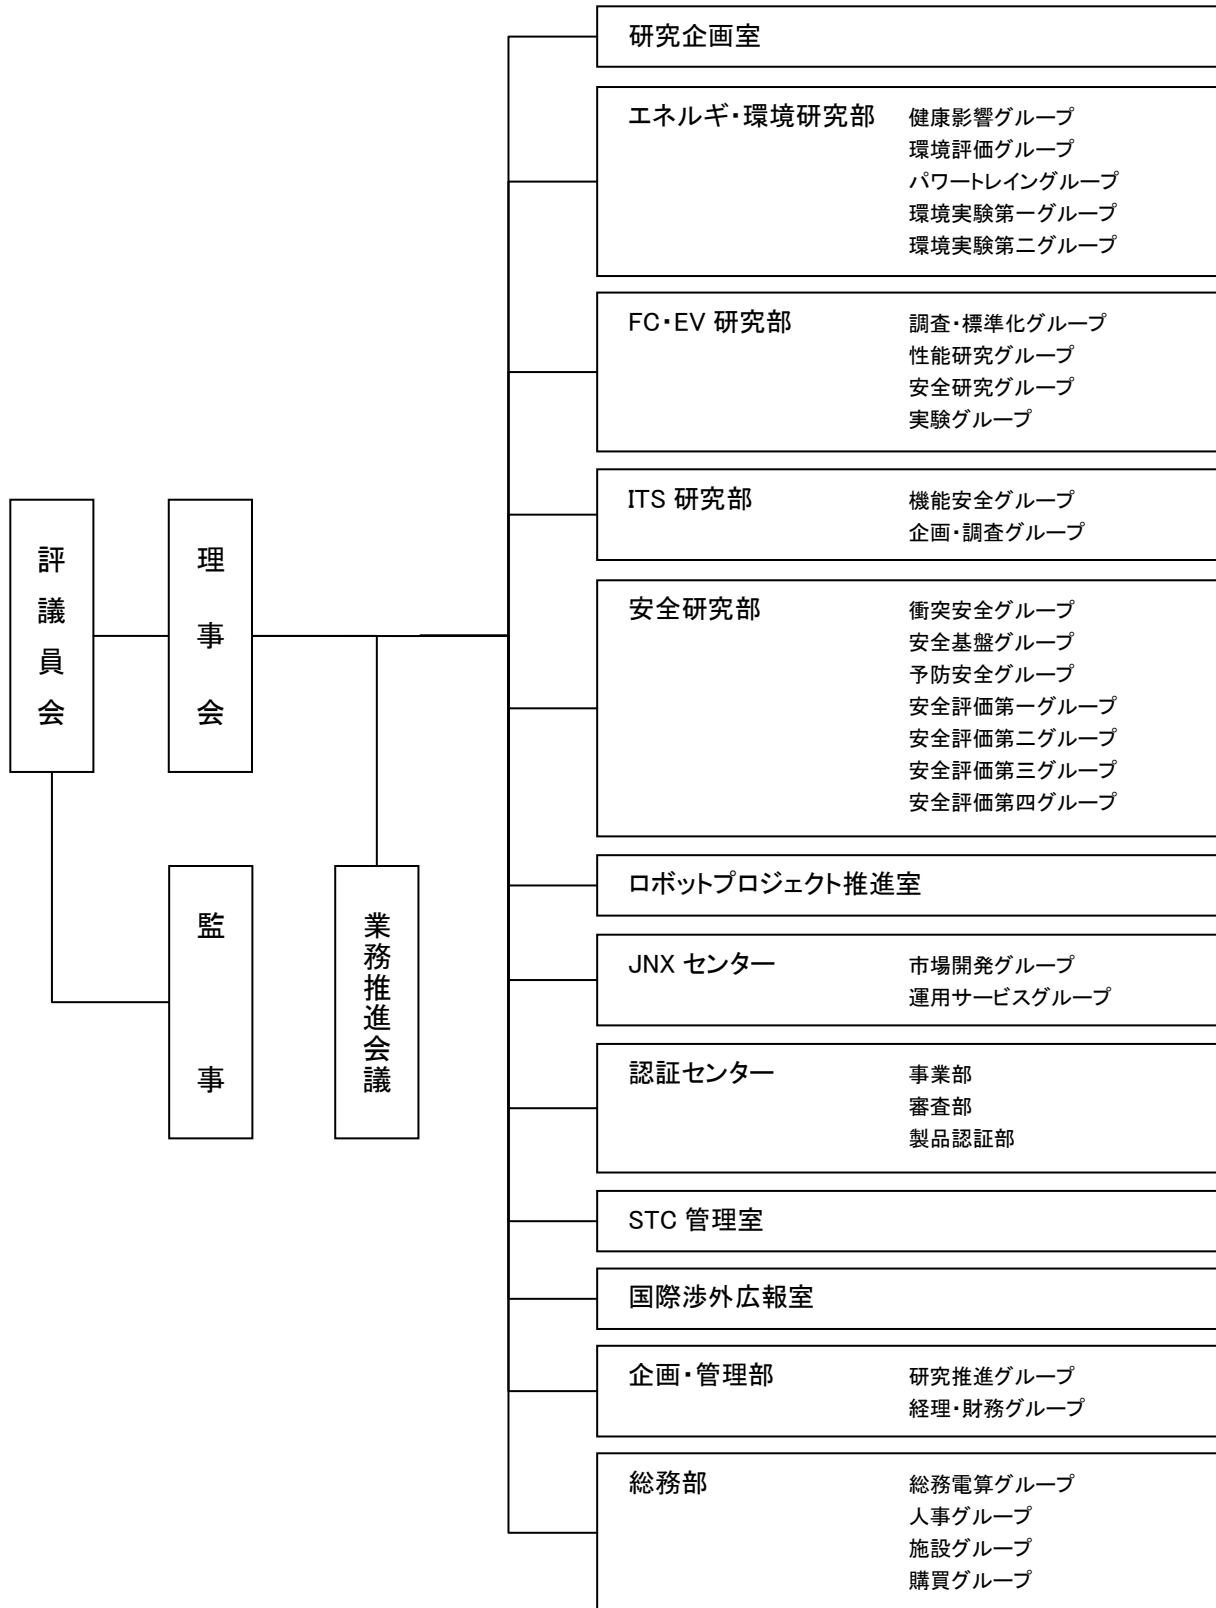 評議員会
理事会
監事
業務推進会議
研究企画室
エネルギ・環境研究部
健康影響グループ
環境評価グループ
パワートレイングループ
環境実験第一グループ
環境実験第二グループ
FC・EV 研究部
調査・標準化グループ
性能研究グループ
安全研究グループ
実験グループ
ITS 研究部
機能安全グループ
企画・調査グループ
安全研究部
衝突安全グループ
安全基盤グループ
予防安全グループ
安全評価第一グループ
安全評価第二グループ
安全評価第三グループ
安全評価第四グループ
ロボットプロジェクト推進室
JNX センター
市場開発グループ
運用サービスグループ
認証センター
事業部
審査部
製品認証部
STC 管理室
国際渉外広報室
企画・管理部
研究推進グループ
経理・財務グループ
総務部
総務電算グループ
人事グループ
施設グループ
購買グループ